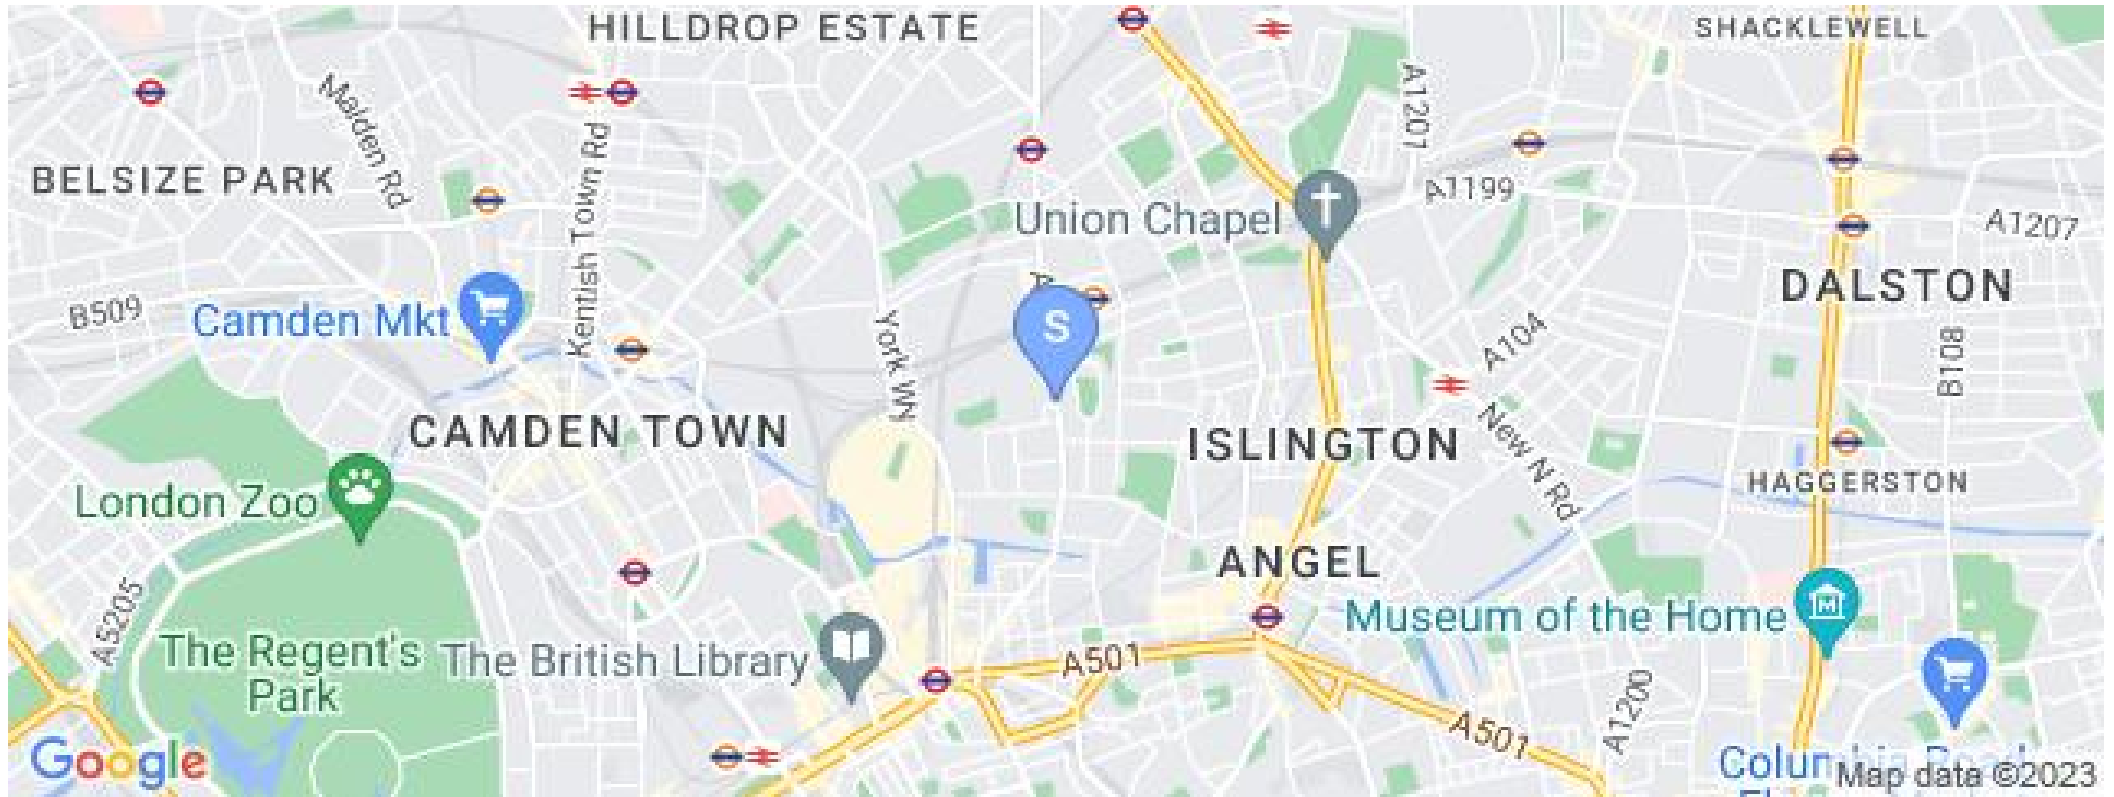 HILLDROP ESTATE
SHACKLEWELL
Malden Rd
A1207
Kentish Town Rd
BELSIZE PARK
A1199
Union Chapel
A1207
DALSTON
B509
Camden Mkt
S
York Wy
A104
B108
CAMDEN TOWN
ISLINGTON
New N Rd
London Zoo
HAGGERSTON
ANGEL
A5205
Museum of the Home
The Regent's
Park
The British Library
A501
A1200
A501
Google
Map data ©2023